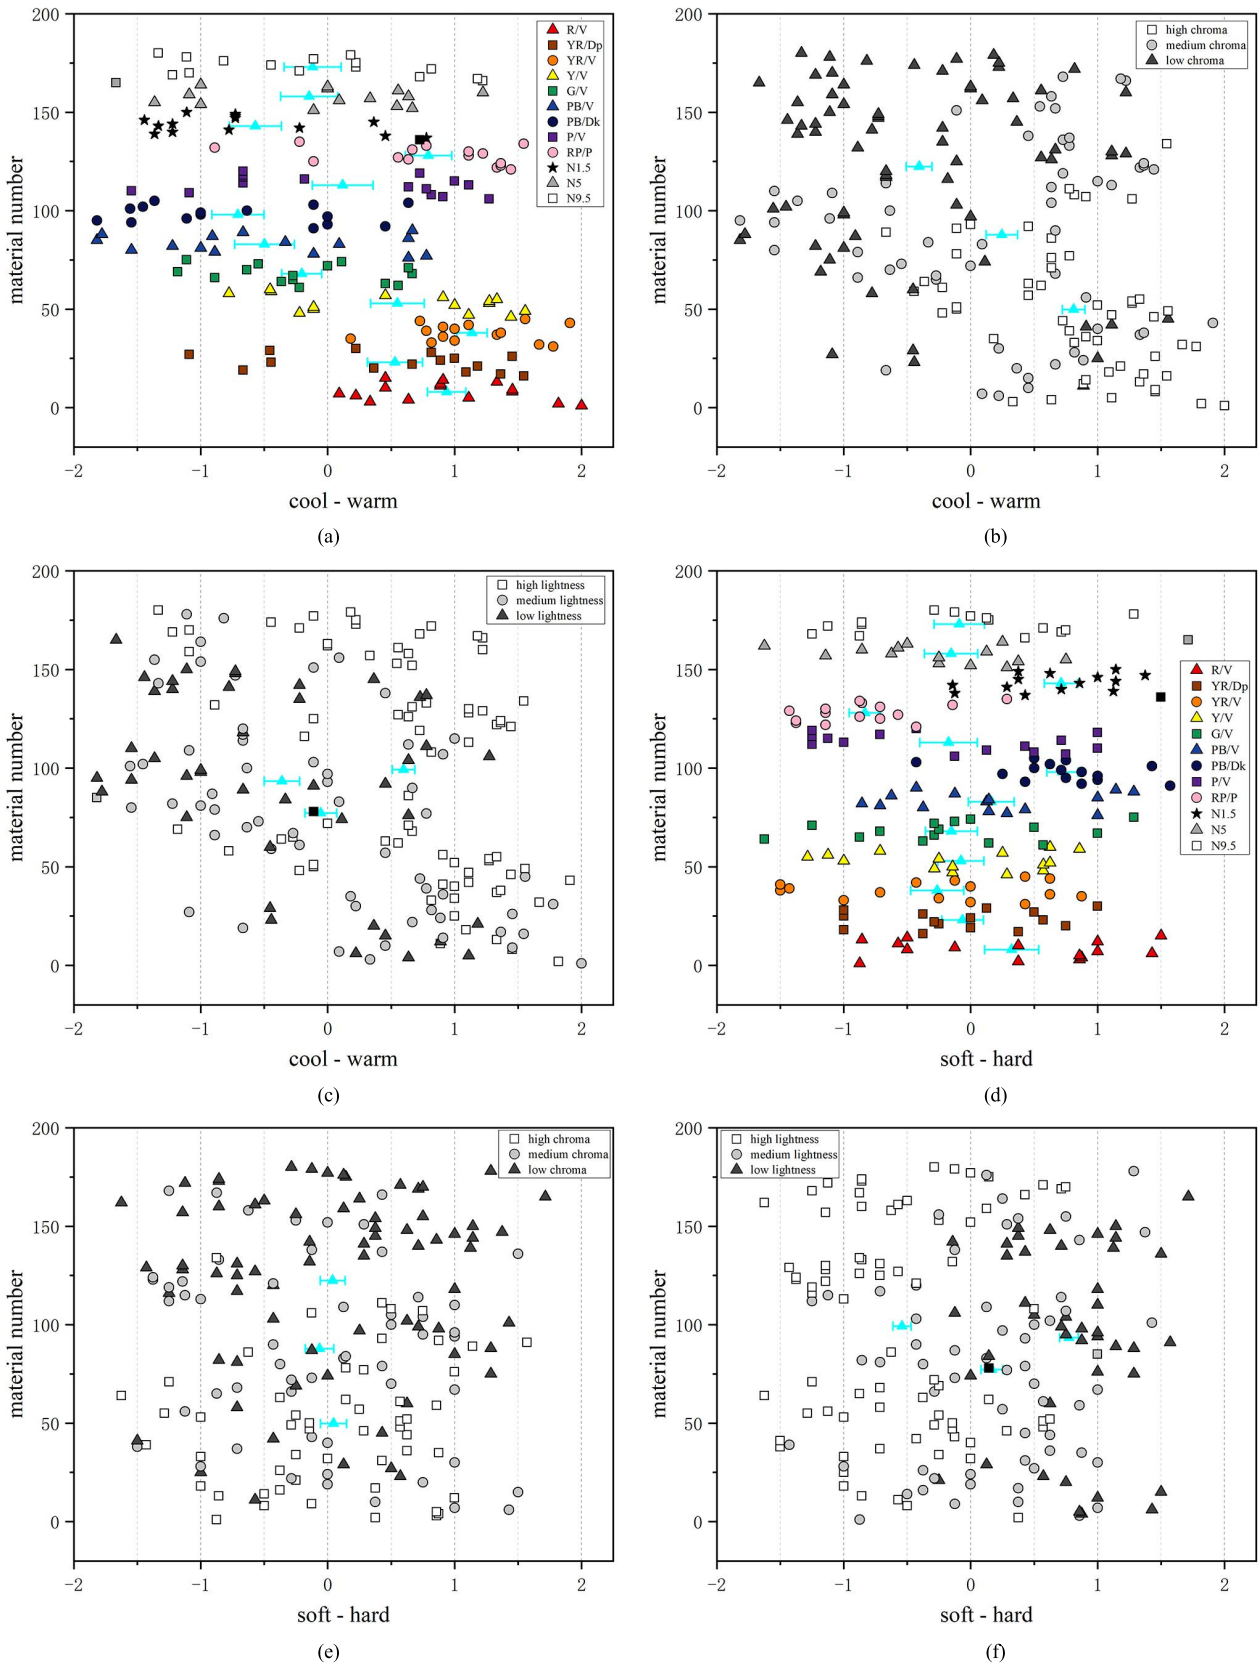 200
150
100
50
0
material number
−2
−1
0
1
2
cool - warm
R/V
YR/Dp
YR/V
Y/V
G/V
PB/V
PB/Dk
P/V
RP/P
N1.5
N5
N9.5
(a)
200
150
100
50
0
material number
−2
−1
0
1
2
cool - warm
high chroma
medium chroma
low chroma
(b)
200
150
100
50
0
material number
−2
−1
0
1
2
cool - warm
high lightness
medium lightness
low lightness
(c)
200
150
100
50
0
material number
−2
−1
0
1
2
soft - hard
R/V
YR/Dp
YR/V
Y/V
G/V
PB/V
PB/Dk
P/V
RP/P
N1.5
N5
N9.5
(d)
200
150
100
50
0
material number
−2
−1
0
1
2
soft - hard
high chroma
medium chroma
low chroma
(e)
200
150
100
50
0
material number
−2
−1
0
1
2
soft - hard
high lightness
medium lightness
low lightness
(f)